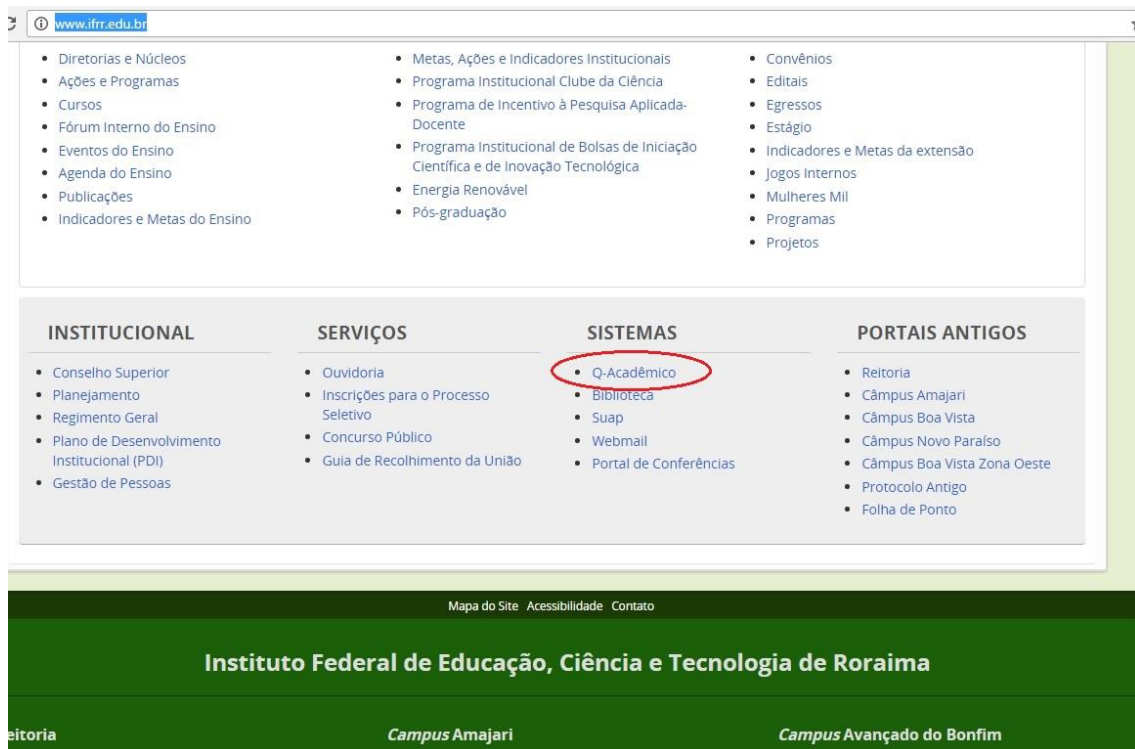 www.ifrr.edu.br
Diretorias e Núcleos
Ações e Programas
Cursos
Fórum Interno do Ensino
Eventos do Ensino
Agenda do Ensino
Publicações
Indicadores e Metas do Ensino
Metas, Ações e Indicadores Institucionais
Programa Institucional Clube da Ciência
Programa de Incentivo à Pesquisa Aplicada-
Docente
Programa Institucional de Bolsas de Iniciação
Científica e de Inovação Tecnológica
Energia Renovável
Pós-graduação
Convênios
Editais
Egressos
Estágio
Indicadores e Metas da extensão
Jogos Internos
Mulheres Mil
Programas
Projetos
INSTITUCIONAL
Conselho Superior
Planejamento
Regimento Geral
Plano de Desenvolvimento
Institucional (PDI)
Gestão de Pessoas
SERVIÇOS
Ouvidoria
Inscrições para o Processo
Seletivo
Concurso Público
Guia de Recolhimento da União
SISTEMAS
Q-Acadêmico
Biblioteca
Suap
Webmail
Portal de Conferências
PORTAIS ANTIGOS
Reitoria
Câmpus Amajari
Câmpus Boa Vista
Câmpus Novo Paraíso
Câmpus Boa Vista Zona Oeste
Protocolo Antigo
Folha de Ponto
Mapa do Site Acessibilidade Contato
Instituto Federal de Educação, Ciência e Tecnologia de Roraima
eitoria
Campus Amajari
Campus Avançado do Bonfim